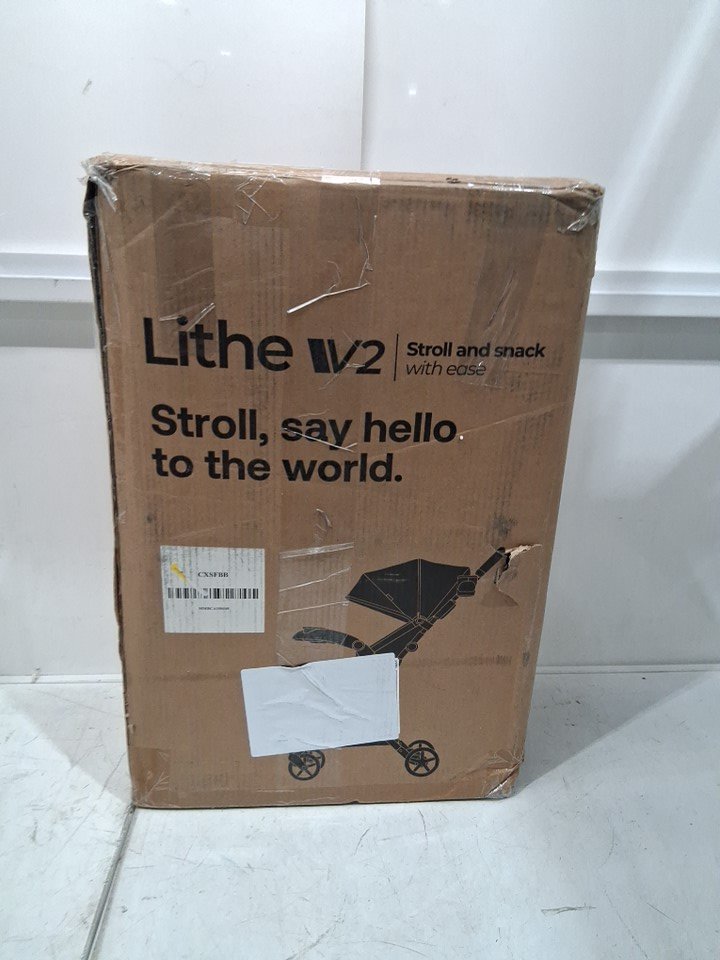 Lithe V2
Stroll and snack
with ease
Stroll, say hello
to the world.
CXSFBB